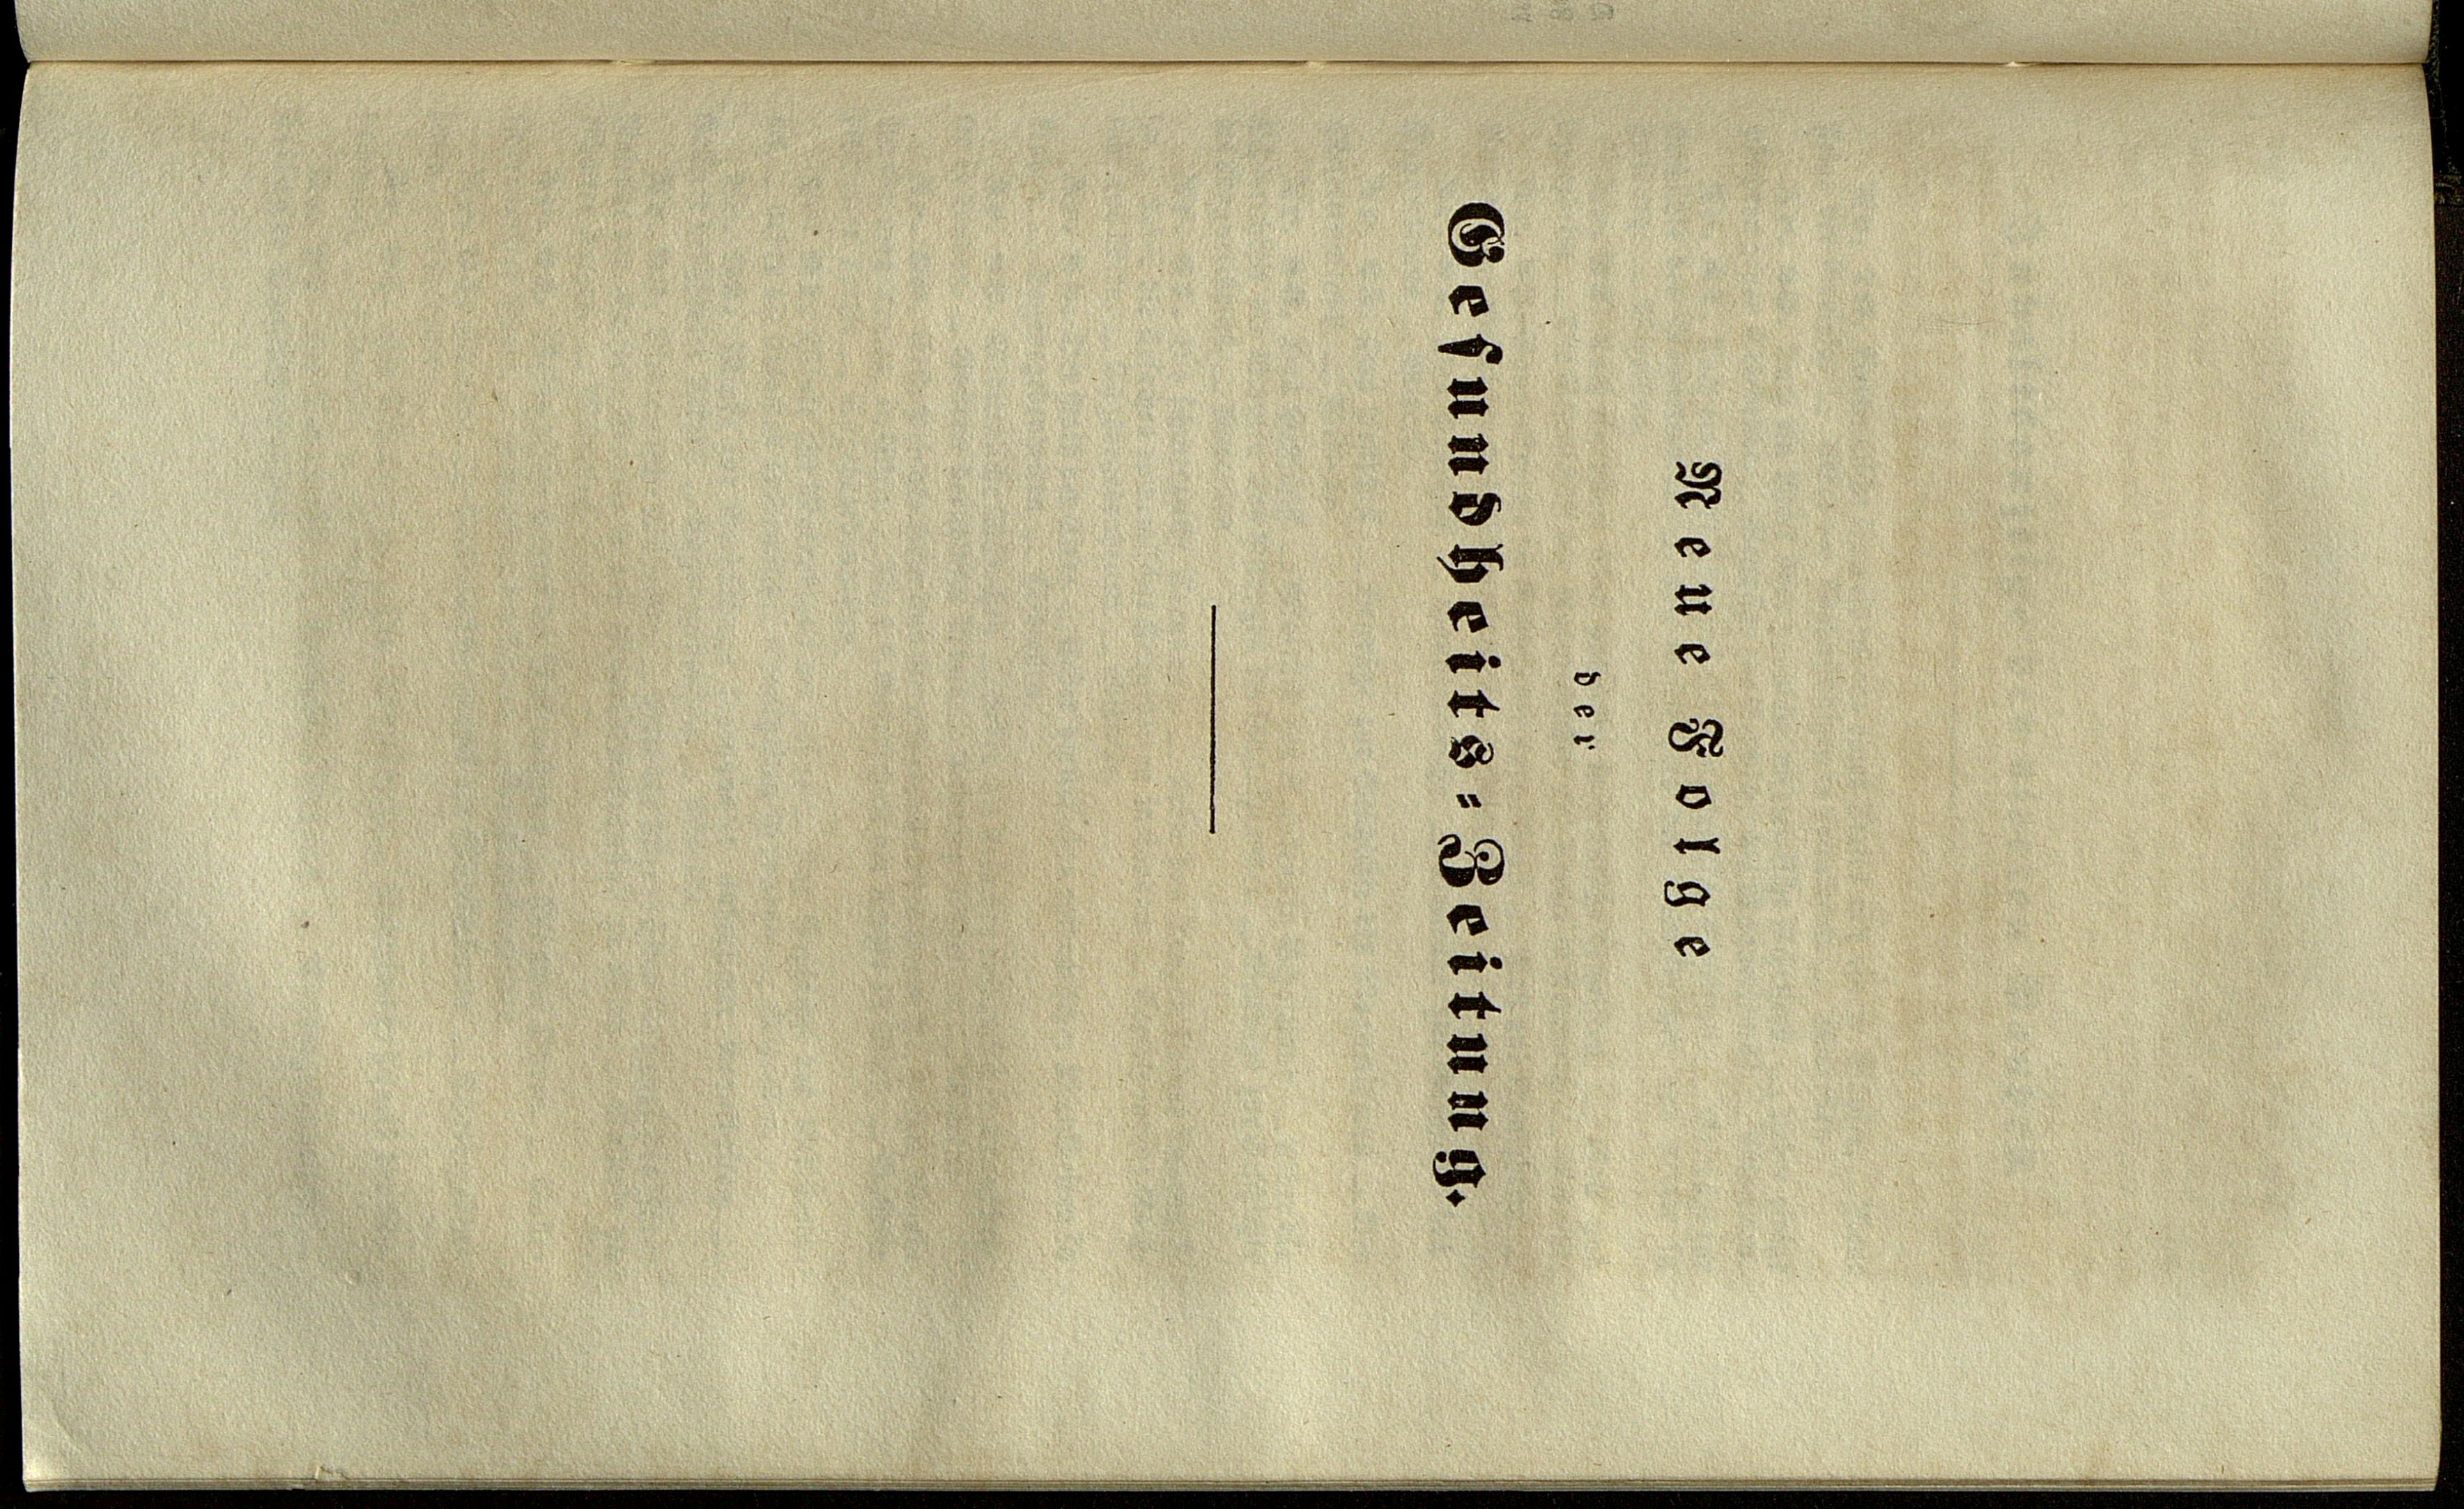 Neue Folge
der
Geſundheits⸗Zeitung.